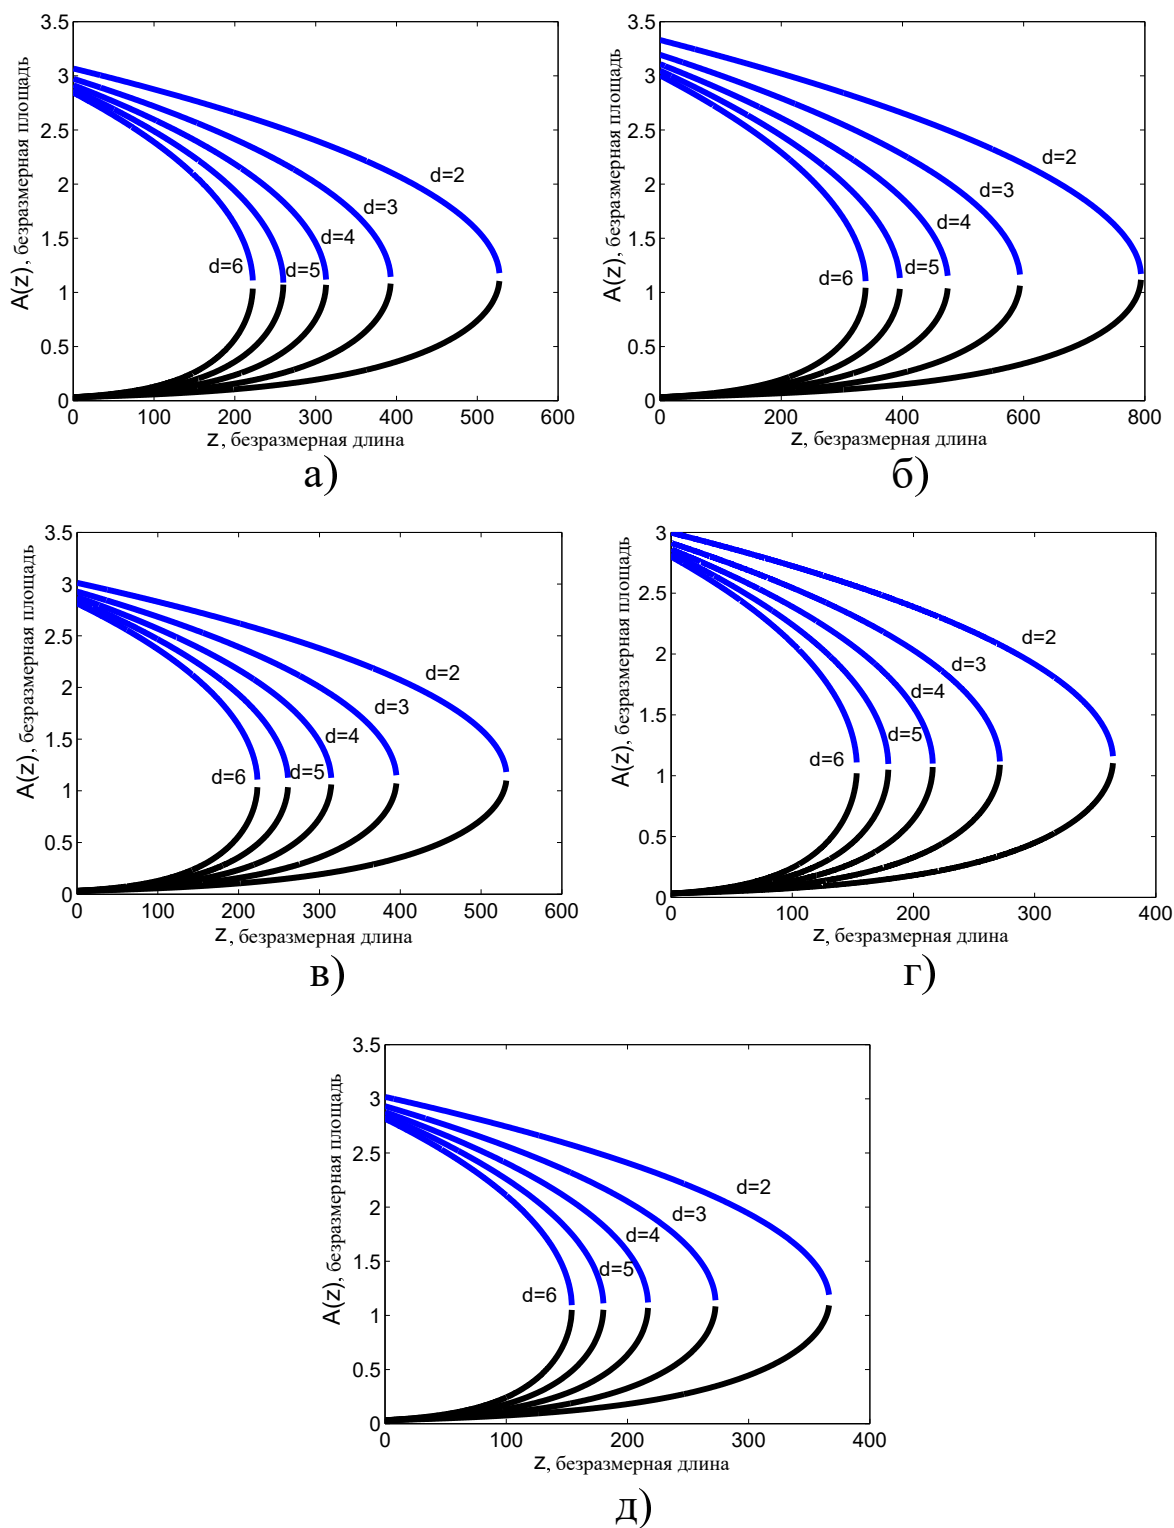 3.5
3
2.5
2
1.5
1
0.5
0
A(z), безразмерная площадь
d=2
d=3
d=4
d=5
d=6
0 100 200 300 400 500 600
z, безразмерная длина
а)
3.5
3
2.5
2
1.5
1
0.5
0
A(z), безразмерная площадь
d=2
d=3
d=4
d=5
d=6
0 200 400 600 800
z, безразмерная длина
б)
3.5
3
2.5
2
1.5
1
0.5
0
A(z), безразмерная площадь
d=2
d=3
d=4
d=5
d=6
0 100 200 300 400 500 600
z, безразмерная длина
в)
3
2.5
2
1.5
1
0.5
0
A(z), безразмерная площадь
d=2
d=3
d=4
d=5
d=6
0 100 200 300 400
z, безразмерная длина
г)
3.5
3
2.5
2
1.5
1
0.5
0
A(z), безразмерная площадь
d=2
d=3
d=4
d=5
d=6
0 100 200 300 400
z, безразмерная длина
д)